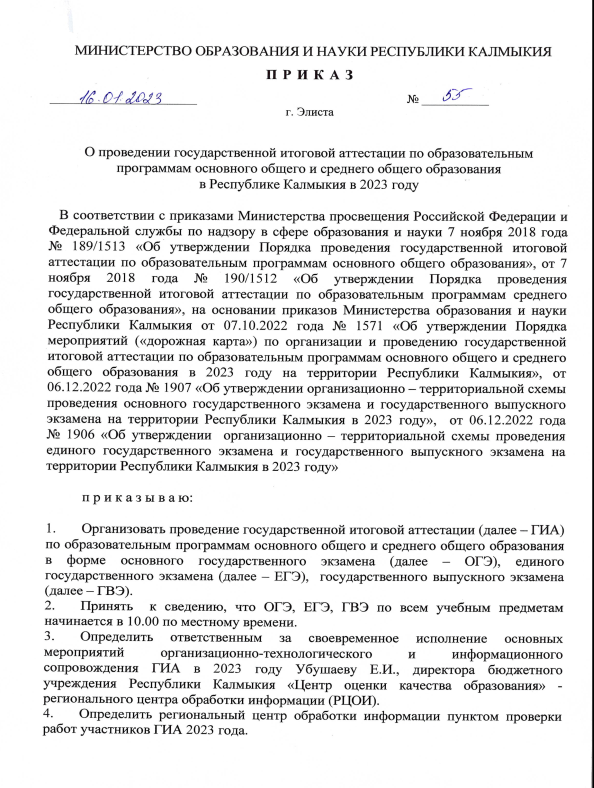 МИНИСТЕРСТВО ОБРАЗОВАНИЯ И НАУКИ РЕСПУБЛИКИ КАЛМЫКИЯ
П Р И К А З
16.01.2023 № 55
г. Элиста
О проведении государственной итоговой аттестации по образовательным
программам основного общего и среднего общего образования
в Республике Калмыкия в 2023 году
В соответствии с приказами Министерства просвещения Российской Федерации и
Федеральной службы по надзору в сфере образования и науки 7 ноября 2018 года
№ 189/1513 «Об утверждении Порядка проведения государственной итоговой
аттестации по образовательным программам основного общего образования», от 7
ноября 2018 года № 190/1512 «Об утверждении Порядка проведения
государственной итоговой аттестации по образовательным программам среднего
общего образования», на основании приказов Министерства образования и науки
Республики Калмыкия от 07.10.2022 года № 1571 «Об утверждении Порядка
мероприятий («дорожная карта») по организации и проведению государственной
итоговой аттестации по образовательным программам основного общего и среднего
общего образования в 2023 году на территории Республики Калмыкия», от
06.12.2022 года № 1907 «Об утверждении организационно – территориальной схемы
проведения основного государственного экзамена и государственного выпускного
экзамена на территории Республики Калмыкия в 2023 году», от 06.12.2022 года
№ 1906 «Об утверждении организационно – территориальной схемы проведения
единого государственного экзамена и государственного выпускного экзамена на
территории Республики Калмыкия в 2023 году»
п р и к а з ы в а ю:
1. Организовать проведение государственной итоговой аттестации (далее – ГИА)
по образовательным программам основного общего и среднего общего образования
в форме основного государственного экзамена (далее – ОГЭ), единого
государственного экзамена (далее – ЕГЭ), государственного выпускного экзамена
(далее – ГВЭ).
2. Принять к сведению, что ОГЭ, ЕГЭ, ГВЭ по всем учебным предметам
начинается в 10.00 по местному времени.
3. Определить ответственным за своевременное исполнение основных
мероприятий организационно-технологического и информационного
сопровождения ГИА в 2023 году Убушаеву Е.И., директора бюджетного
учреждения Республики Калмыкия «Центр оценки качества образования» -
регионального центра обработки информации (РЦОИ).
4. Определить региональный центр обработки информации пунктом проверки
работ участников ГИА 2023 года.